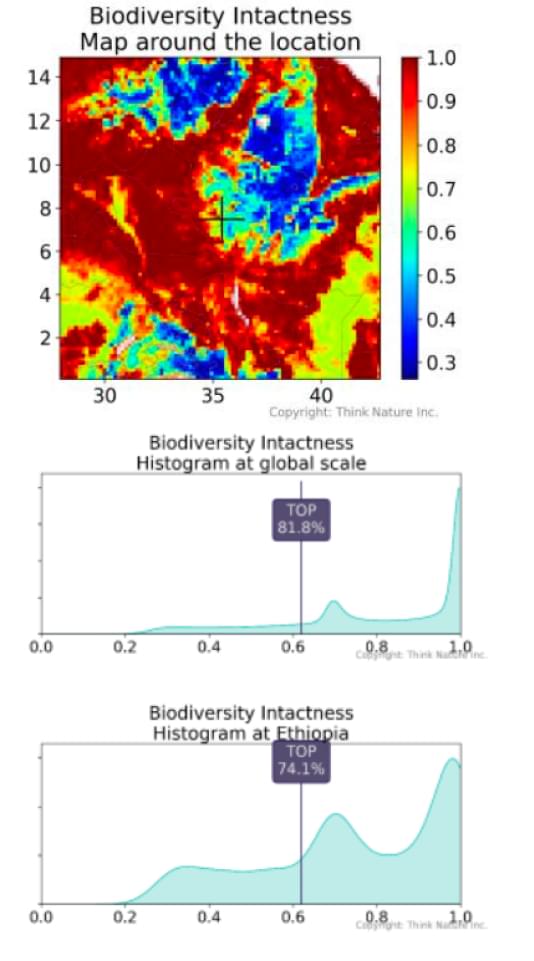 Biodiversity Intactness
Map around the location
14
12
10
8
6
4
2
30 35 40
1.0
0.9
0.8
0.7
0.6
0.5
0.4
0.3
Copyright: Think Nature Inc.
Biodiversity Intactness
Histogram at global scale
TOP
81.8%
0.0 0.2 0.4 0.6 0.8 1.0
Copyright: Think Nature Inc.
Biodiversity Intactness
Histogram at Ethiopia
TOP
74.1%
0.0 0.2 0.4 0.6 0.8 1.0
Copyright: Think Nature Inc.